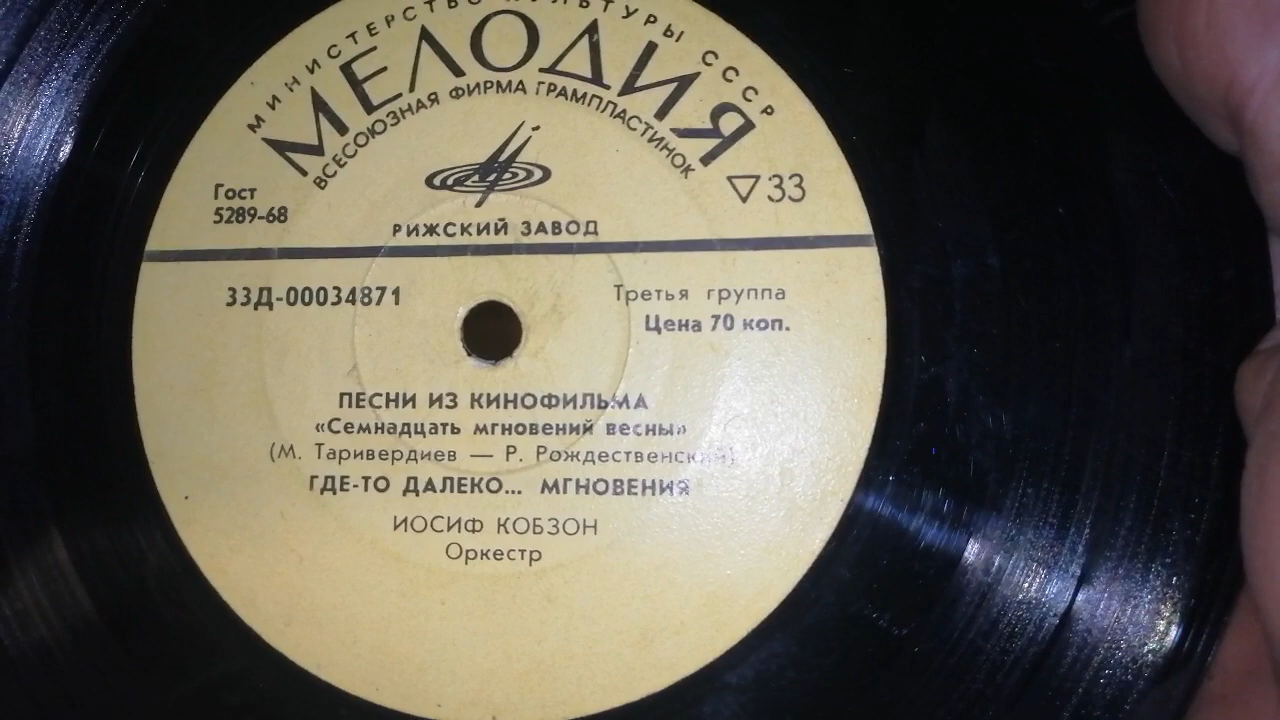 МИНИСТЕРСТВО КУЛЬТУРЫ СССР
МЕЛОДИЯ
ВСЕСОЮЗНАЯ ФИРМА ГРАМПЛАСТИНОК
Гост
5289-68
▽33
РИЖСКИЙ ЗАВОД
33Д-00034871
Третья группа
Цена 70 коп.
ПЕСНИ ИЗ КИНОФИЛЬМА
«Семнадцать мгновений весны»
(М. Таривердиев — Р. Рождественский)
ГДЕ-ТО ДАЛЕКО... МГНОВЕНИЯ
ИОСИФ КОБЗОН
Оркестр